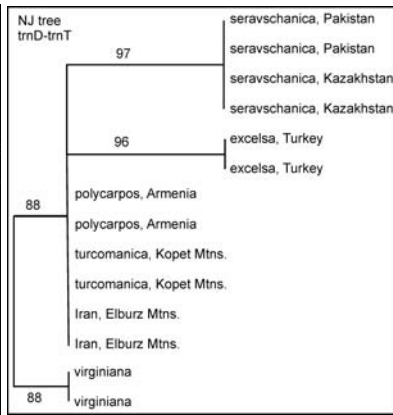 NJ tree
trnD-trnT
seravschanica, Pakistan
97
seravschanica, Pakistan
seravschanica, Kazakhstan
seravschanica, Kazakhstan
96
excelsa, Turkey
excelsa, Turkey
polycarpos, Armenia
88
polycarpos, Armenia
turcomanica, Kopet Mtns.
turcomanica, Kopet Mtns.
Iran, Elburz Mtns.
Iran, Elburz Mtns.
virginiana
88
virginiana